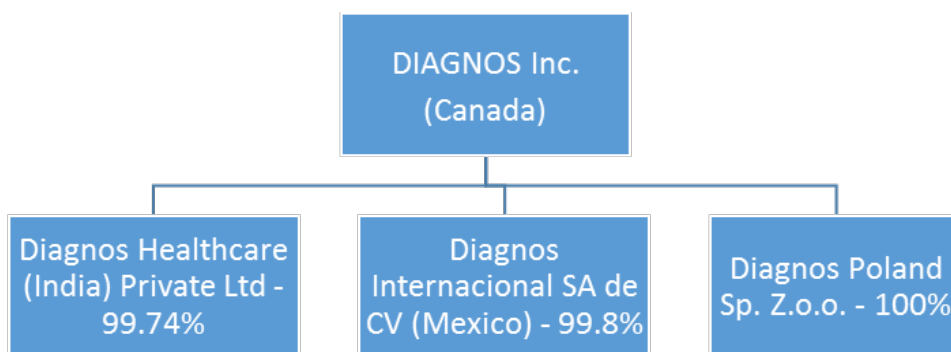 DIAGNOS Inc.
(Canada)
Diagnos Healthcare
(India) Private Ltd -
99.74%
Diagnos
Internacional SA de
CV (Mexico) - 99.8%
Diagnos Poland
Sp. Z.o.o. - 100%